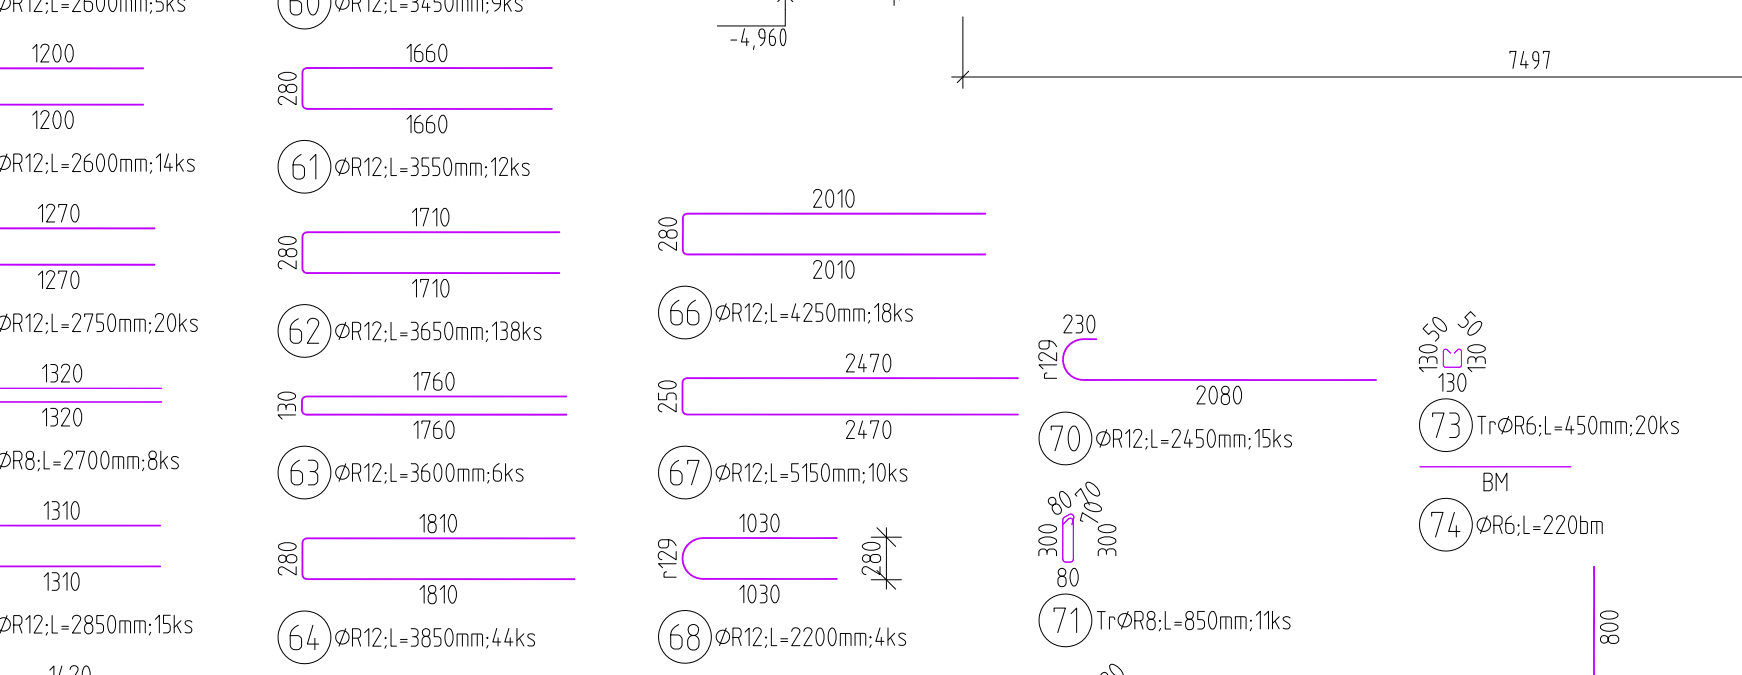 ØR12;L=2600mm;5ks
1200
1200
ØR12;L=2600mm;14ks
1270
1270
ØR12;L=2750mm;20ks
1320
1320
ØR8;L=2700mm;8ks
1310
1310
ØR12;L=2850mm;15ks
1420
60 ØR12;L=3450mm;9ks
1660
280
1660
61 ØR12;L=3550mm;12ks
1710
280
1710
62 ØR12;L=3650mm;138ks
1760
130
1760
63 ØR12;L=3600mm;6ks
1810
280
1810
64 ØR12;L=3850mm;44ks
-4,960
7497
2010
280
2010
66 ØR12;L=4250mm;18ks
2470
250
2470
67 ØR12;L=5150mm;10ks
1030
r129
280
1030
68 ØR12;L=2200mm;4ks
230
r129
2080
70 ØR12;L=2450mm;15ks
80 70
70
300 300
80
71 TrØR8;L=850mm;11ks
50 50
130 130
130
73 TrØR6;L=450mm;20ks
BM
74 ØR6;L=220bm
800